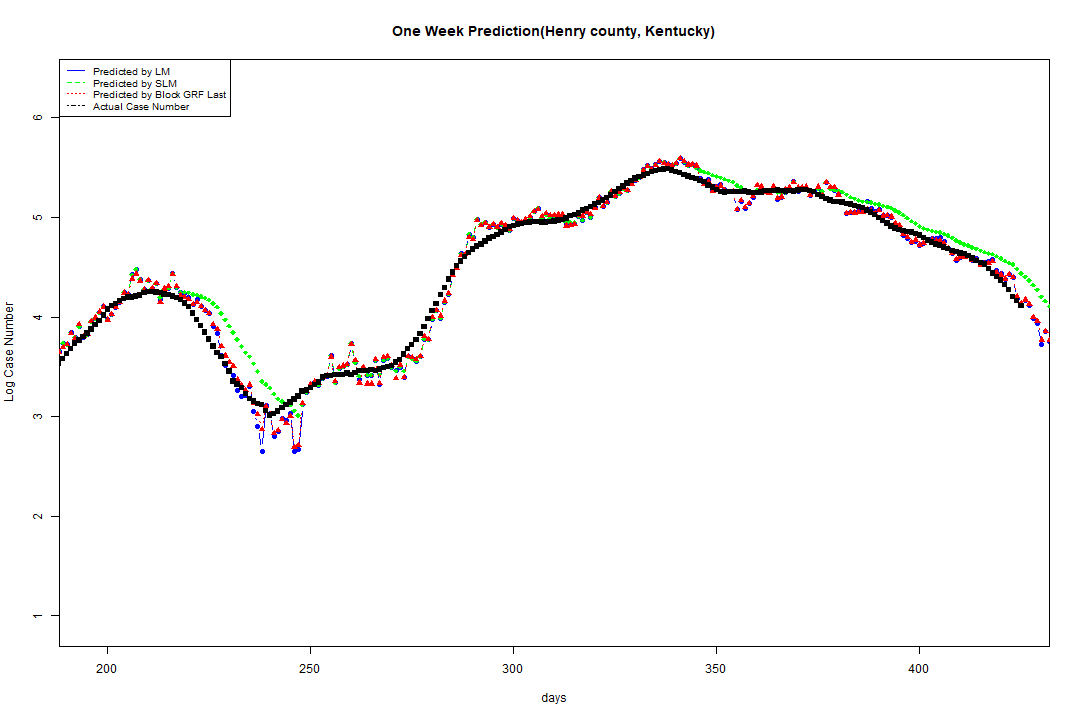 One Week Prediction(Henry county, Kentucky)
Predicted by LM
Predicted by SLM
Predicted by Block GRF Last
Actual Case Number
6
5
4
3
2
1
Log Case Number
200 250 300 350 400
days